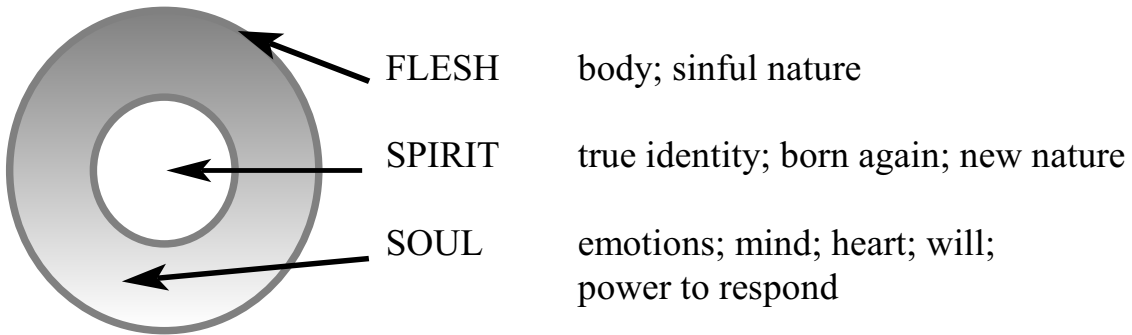 FLESH body; sinful nature
SPIRIT true identity; born again; new nature
SOUL emotions; mind; heart; will;
power to respond